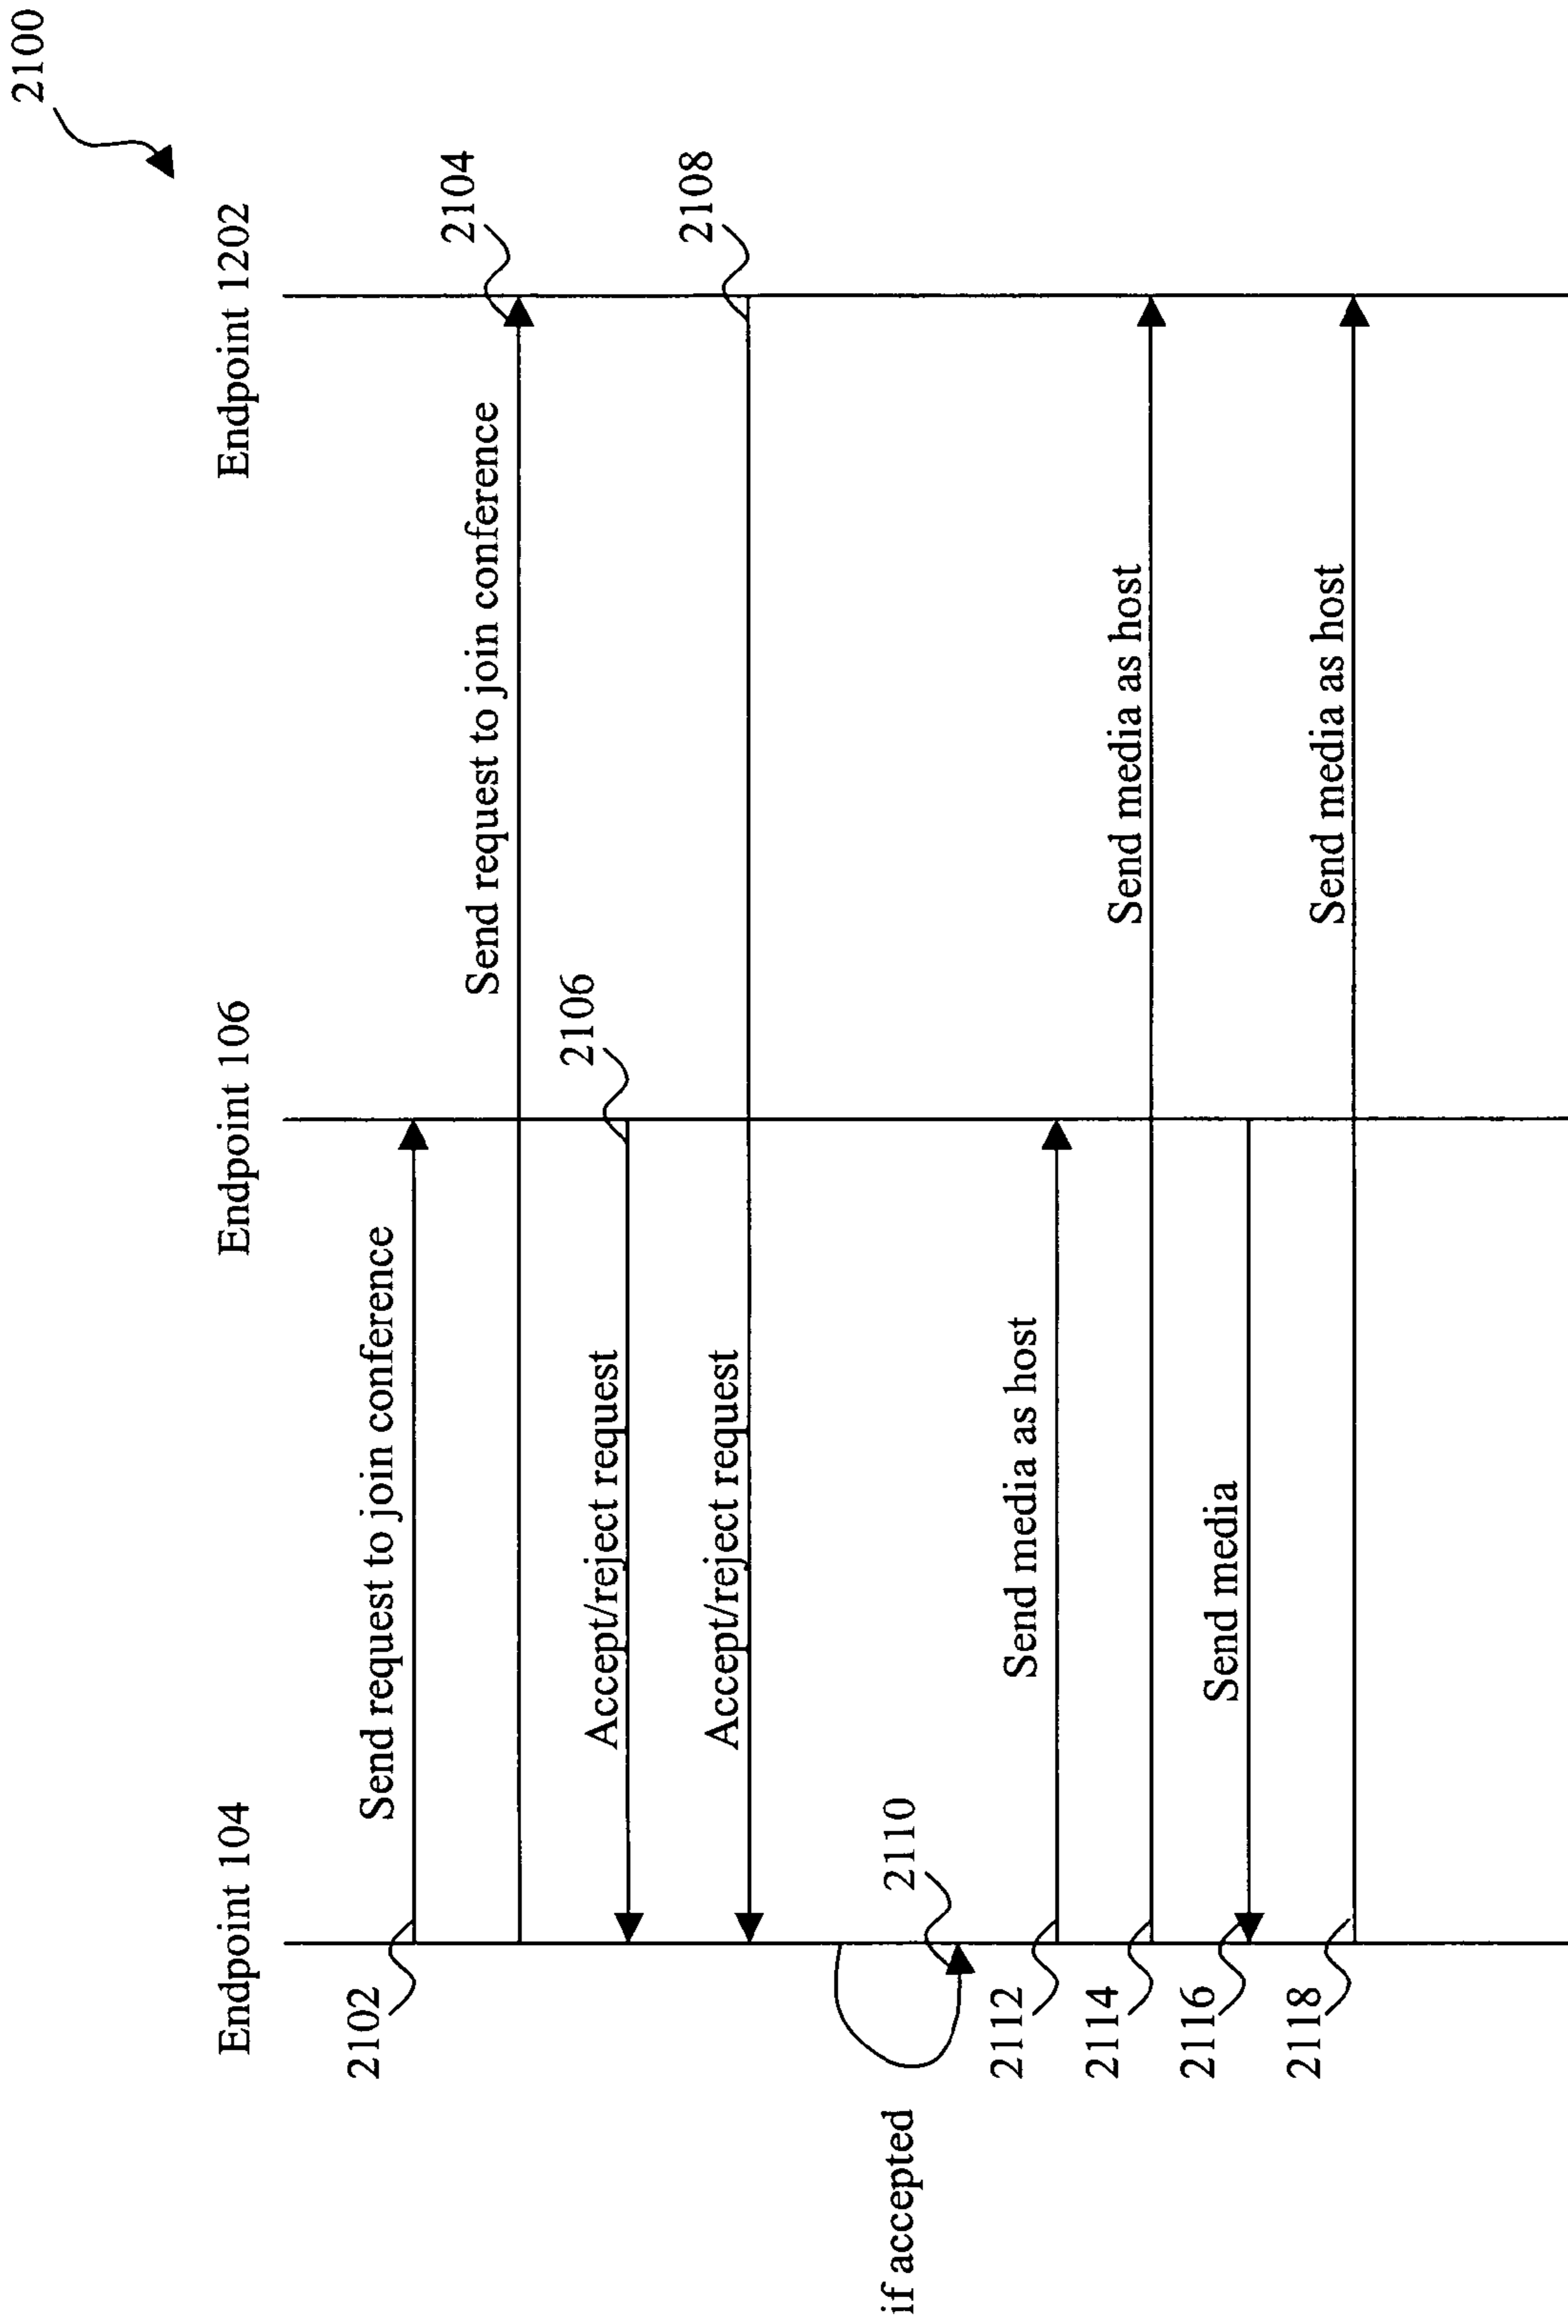 2100
Endpoint 104
Endpoint 106
Endpoint 1202
2102
Send request to join conference
Send request to join conference
2104
Accept/reject request
2106
Accept/reject request
2108
if accepted
2110
2112
Send media as host
2114
Send media as host
2116
Send media
2118
Send media as host